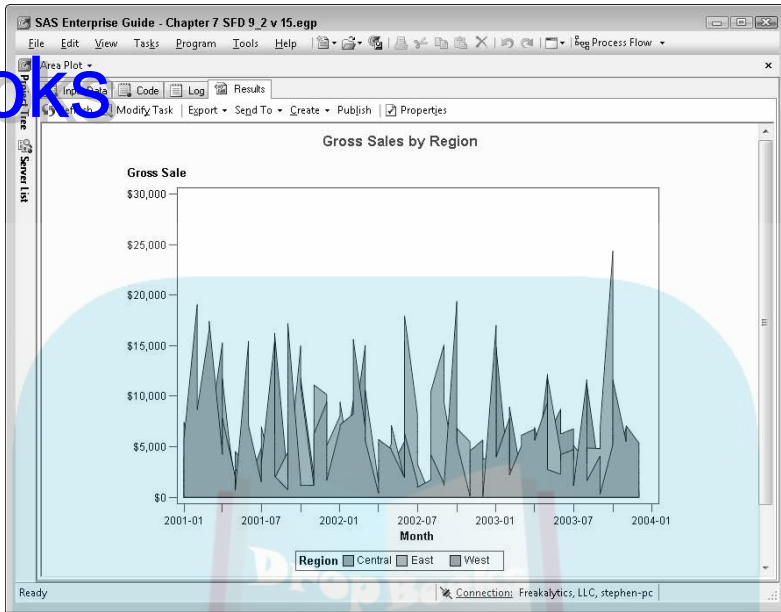 SAS Enterprise Guide - Chapter 7 SFD 9_2 v 15.egp
File Edit View Tasks Program Tools Help Process Flow
Area Plot
Input Data Code Log Results
Refresh Modify Task Export Send To Create Publish Properties
Project Tree
Server List
oks
Gross Sales by Region
Gross Sale
$30,000
$25,000
$20,000
$15,000
$10,000
$5,000
$0
2001-01 2001-07 2002-01 2002-07 2003-01 2003-07 2004-01
Month
Region Central East West
Drop Books
Ready Connection: Freakalytics, LLC, stephen-pc